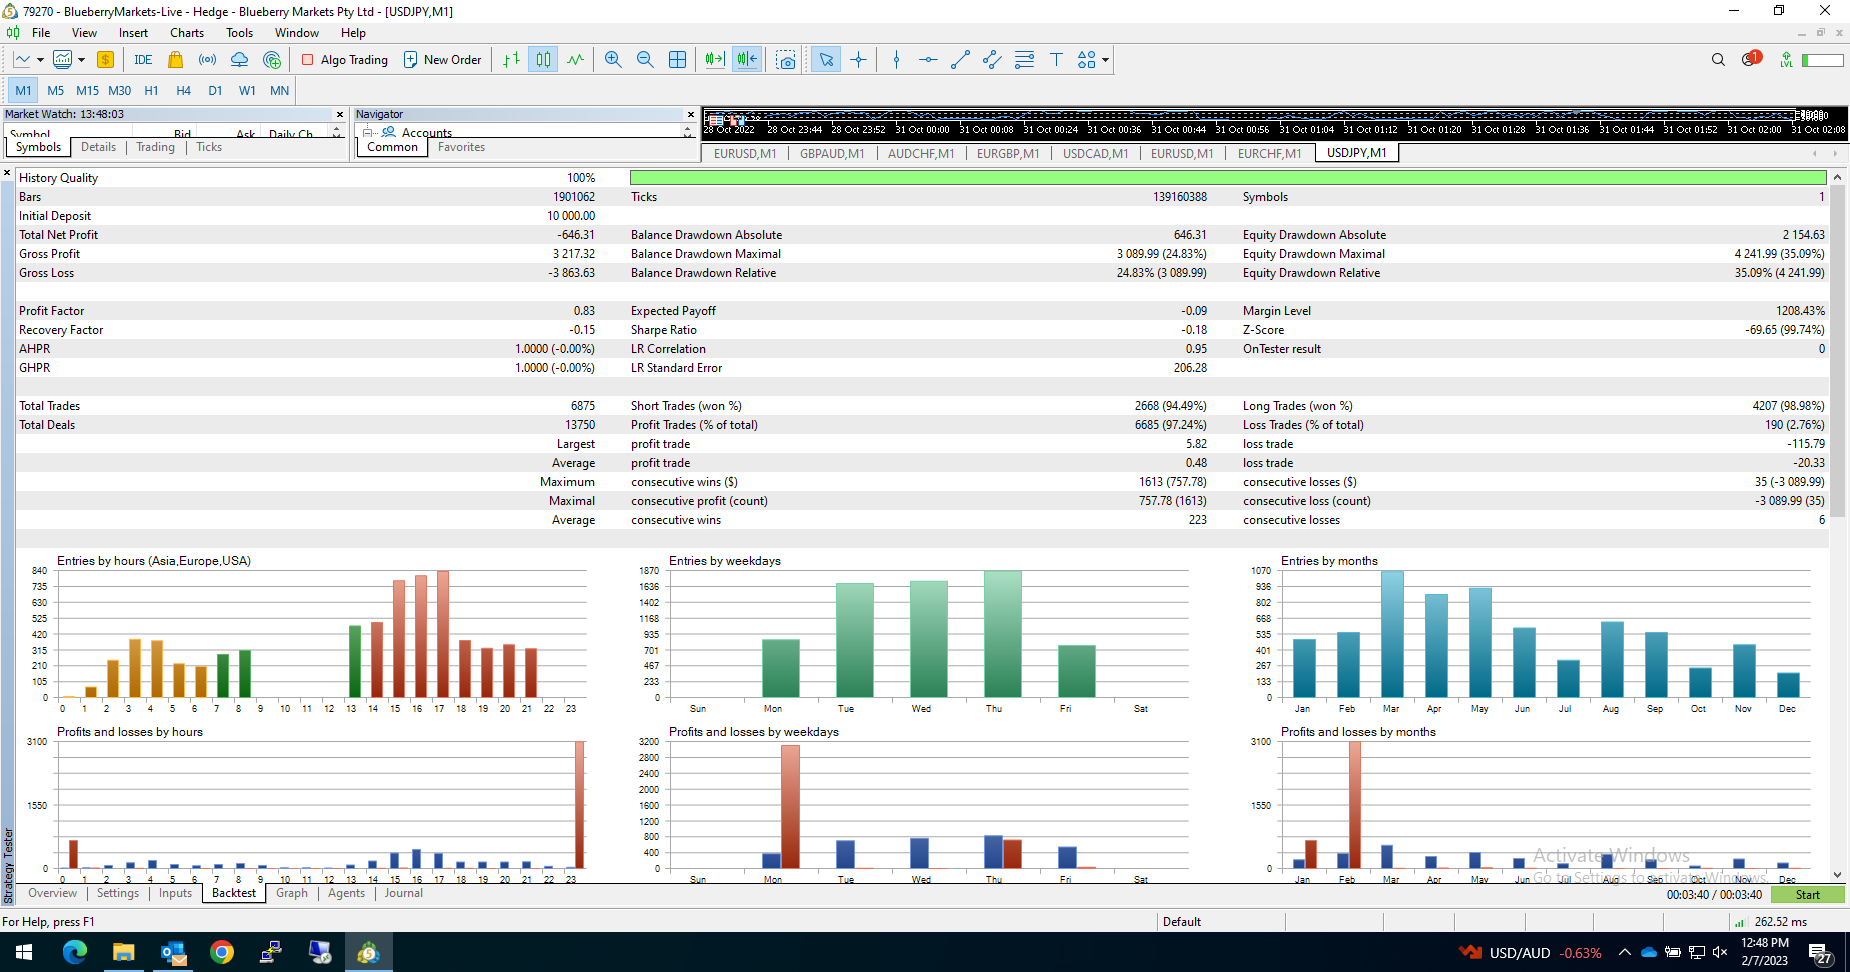 79270 - BlueberryMarkets-Live - Hedge - Blueberry Markets Pty Ltd - [USDJPY,M1]
File View Insert Charts Tools Window Help
IDE Algo Trading New Order 1 LVL
M1 M5 M15 M30 H1 H4 D1 W1 MN
Market Watch: 13:48:03 Navigator
Symbol Bid Ask Daily Ch... Accounts
28 Oct 2022 28 Oct 23:44 28 Oct 23:52 31 Oct 00:00 31 Oct 00:08 31 Oct 00:24 31 Oct 00:36 31 Oct 00:44 31 Oct 00:56 31 Oct 01:04 31 Oct 01:12 31 Oct 01:20 31 Oct 01:28 31 Oct 01:36 31 Oct 01:44 31 Oct 01:52 31 Oct 02:00 31 Oct 02:08
Symbols Details Trading Ticks Common Favorites
EURUSD,M1 GBPAUD,M1 AUDCHF,M1 EURGBP,M1 USDCAD,M1 EURUSD,M1 EURCHF,M1 USDJPY,M1
History Quality 100%
Bars 1901062 Ticks 139160388 Symbols 1
Initial Deposit 10 000.00
Total Net Profit -646.31 Balance Drawdown Absolute 646.31 Equity Drawdown Absolute 2 154.63
Gross Profit 3 217.32 Balance Drawdown Maximal 3 089.99 (24.83%) Equity Drawdown Maximal 4 241.99 (35.09%)
Gross Loss -3 863.63 Balance Drawdown Relative 24.83% (3 089.99) Equity Drawdown Relative 35.09% (4 241.99)
Profit Factor 0.83 Expected Payoff -0.09 Margin Level 1208.43%
Recovery Factor -0.15 Sharpe Ratio -0.18 Z-Score -69.65 (99.74%)
AHPR 1.0000 (-0.00%) LR Correlation 0.95 OnTester result 0
GHPR 1.0000 (-0.00%) LR Standard Error 206.28
Total Trades 6875 Short Trades (won %) 2668 (94.49%) Long Trades (won %) 4207 (98.98%)
Total Deals 13750 Profit Trades (% of total) 6685 (97.24%) Loss Trades (% of total) 190 (2.76%)
Largest profit trade 5.82 loss trade -115.79
Average profit trade 0.48 loss trade -20.33
Maximum consecutive wins ($) 1613 (757.78) consecutive losses ($) 35 (-3 089.99)
Maximal consecutive profit (count) 757.78 (1613) consecutive loss (count) -3 089.99 (35)
Average consecutive wins 223 consecutive losses 6
Entries by hours (Asia,Europe,USA)
840
735
630
525
420
315
210
105
0
0 1 2 3 4 5 6 7 8 9 10 11 12 13 14 15 16 17 18 19 20 21 22 23
Entries by weekdays
1870
1636
1402
1168
935
701
467
233
0
Sun Mon Tue Wed Thu Fri Sat
Entries by months
1070
936
802
668
535
401
267
133
0
Jan Feb Mar Apr May Jun Jul Aug Sep Oct Nov Dec
Profits and losses by hours
3100
1550
0
0 1 2 3 4 5 6 7 8 9 10 11 12 13 14 15 16 17 18 19 20 21 22 23
Profits and losses by weekdays
3200
2800
2400
2000
1600
1200
800
400
0
Sun Mon Tue Wed Thu Fri Sat
Profits and losses by months
3100
1550
0
Jan Feb Mar Apr May Jun Jul Aug Sep Oct Nov Dec
Activate Windows
Go to Settings to activate Windows.
Strategy Tester
Overview Settings Inputs Backtest Graph Agents Journal 00:03:40 / 00:03:40 Start
For Help, press F1 Default 262.52 ms
USD/AUD -0.63% 12:48 PM
2/7/2023 27